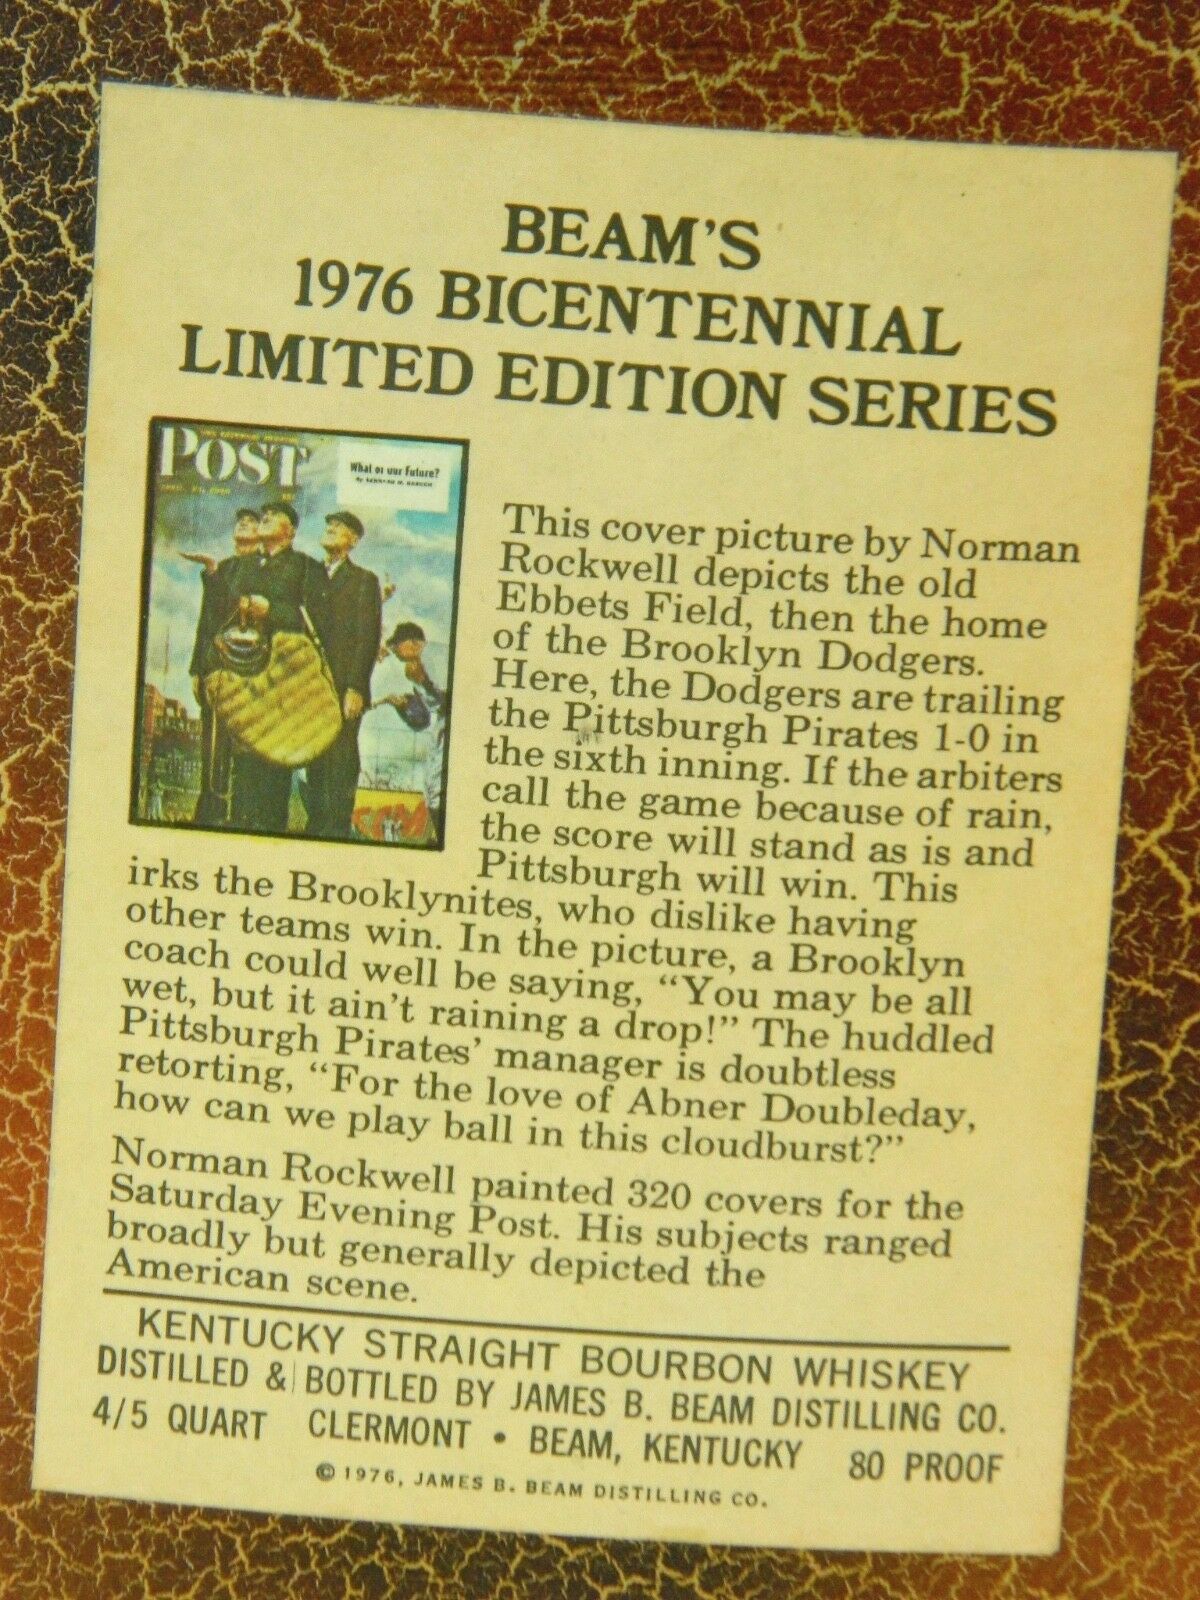 BEAM'S
1976 BICENTENNIAL
LIMITED EDITION SERIES
POST
What of our Future?
This cover picture by Norman
Rockwell depicts the old
Ebbets Field, then the home
of the Brooklyn Dodgers.
Here, the Dodgers are trailing
the Pittsburgh Pirates 1-0 in
the sixth inning. If the arbiters
call the game because of rain,
the score will stand as is and
Pittsburgh will win. This
irks the Brooklynites, who dislike having
other teams win. In the picture, a Brooklyn
coach could well be saying, "You may be all
wet, but it ain't raining a drop!" The huddled
Pittsburgh Pirates' manager is doubtless
retorting, "For the love of Abner Doubleday,
how can we play ball in this cloudburst?"
Norman Rockwell painted 320 covers for the
Saturday Evening Post. His subjects ranged
broadly but generally depicted the
American scene.
KENTUCKY STRAIGHT BOURBON WHISKEY
DISTILLED & BOTTLED BY JAMES B. BEAM DISTILLING CO.
4/5 QUART CLERMONT • BEAM, KENTUCKY 80 PROOF
© 1976, JAMES B. BEAM DISTILLING CO.